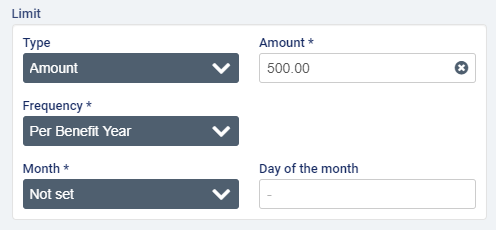 Limit
Type Amount *
Amount 500.00
Frequency *
Per Benefit Year
Month * Day of the month
Not set -